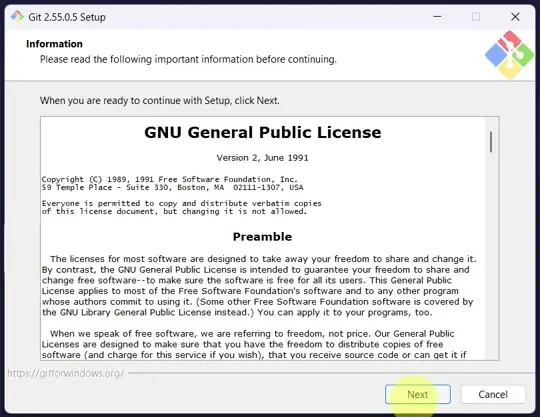 Git 2.55.0.5 Setup
Information
Please read the following important information before continuing.
When you are ready to continue with Setup, click Next.
GNU General Public License
Version 2, June 1991
Copyright (C) 1989, 1991 Free Software Foundation, Inc.
59 Temple Place - Suite 330, Boston, MA  02111-1307, USA
Everyone is permitted to copy and distribute verbatim copies
of this license document, but changing it is not allowed.
Preamble
The licenses for most software are designed to take away your freedom to share and change it.
By contrast, the GNU General Public License is intended to guarantee your freedom to share and
change free software--to make sure the software is free for all its users. This General Public
License applies to most of the Free Software Foundation's software and to any other program
whose authors commit to using it. (Some other Free Software Foundation software is covered by
the GNU Library General Public License instead.) You can apply it to your programs, too.
When we speak of free software, we are referring to freedom, not price. Our General Public
Licenses are designed to make sure that you have the freedom to distribute copies of free
software (and charge for this service if you wish), that you receive source code or can get it if
https://gitforwindows.org/
Next
Cancel